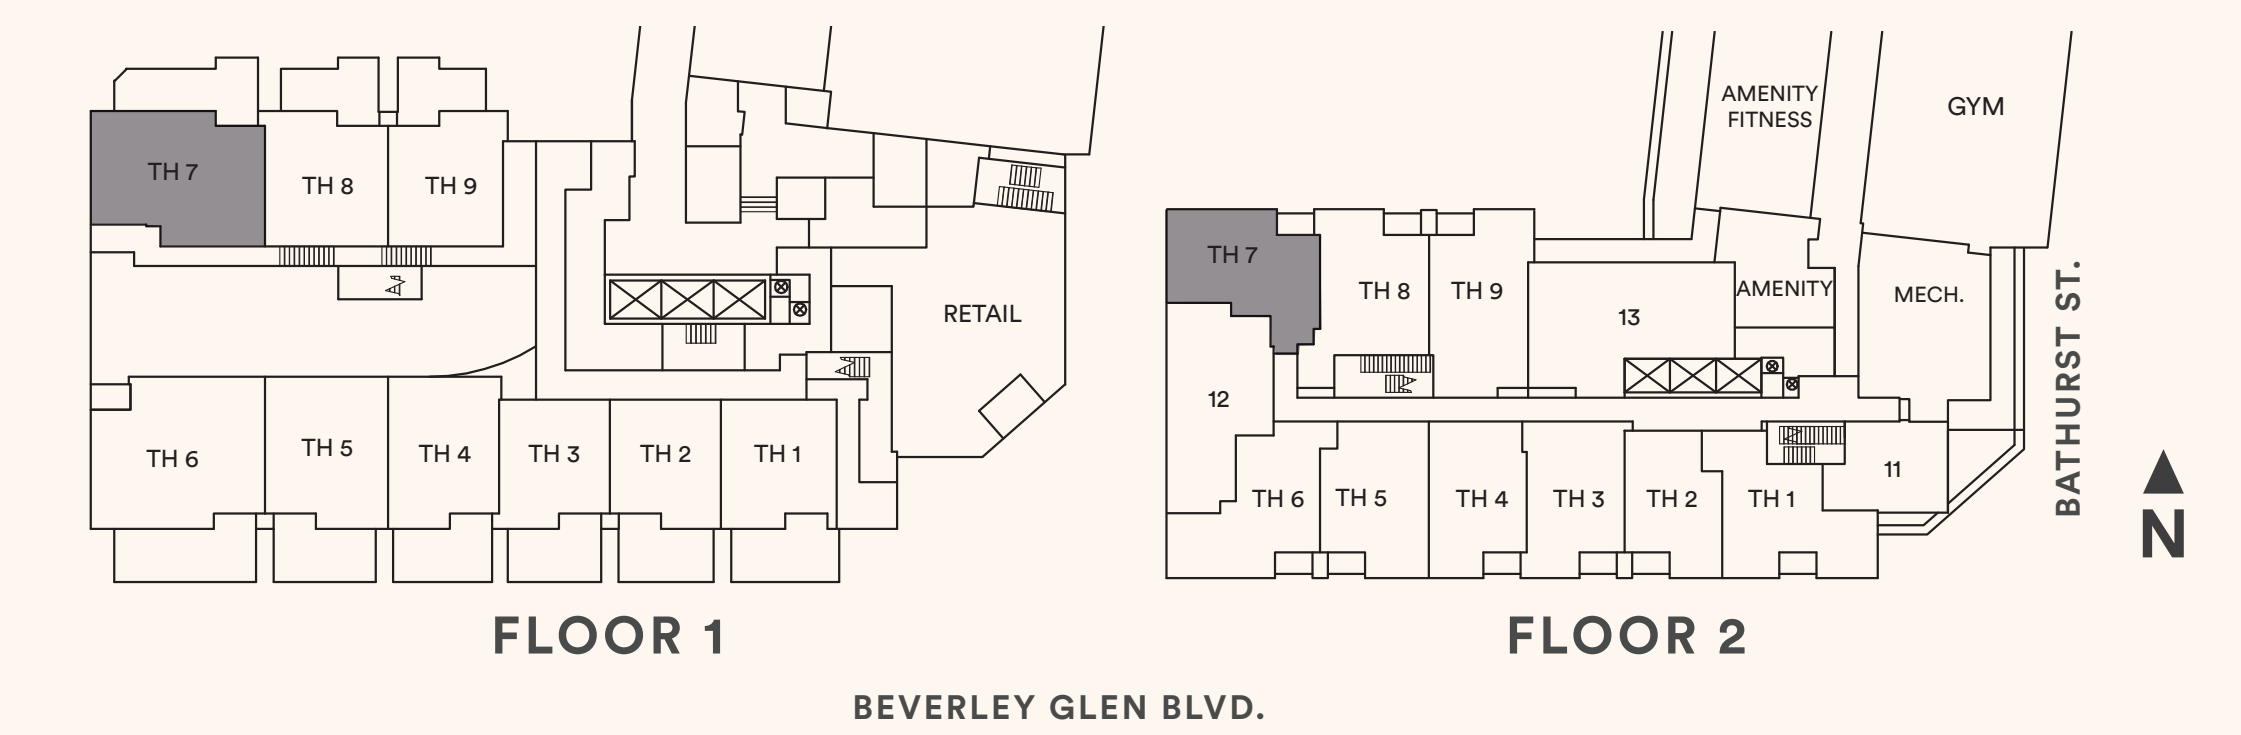 TH 7
TH 8
TH 9
RETAIL
TH 6
TH 5
TH 4
TH 3
TH 2
TH 1
FLOOR 1
AMENITY
FITNESS
GYM
TH 7
TH 8
TH 9
13
AMENITY
MECH.
12
11
TH 6
TH 5
TH 4
TH 3
TH 2
TH 1
FLOOR 2
BATHURST ST.
N
BEVERLEY GLEN BLVD.